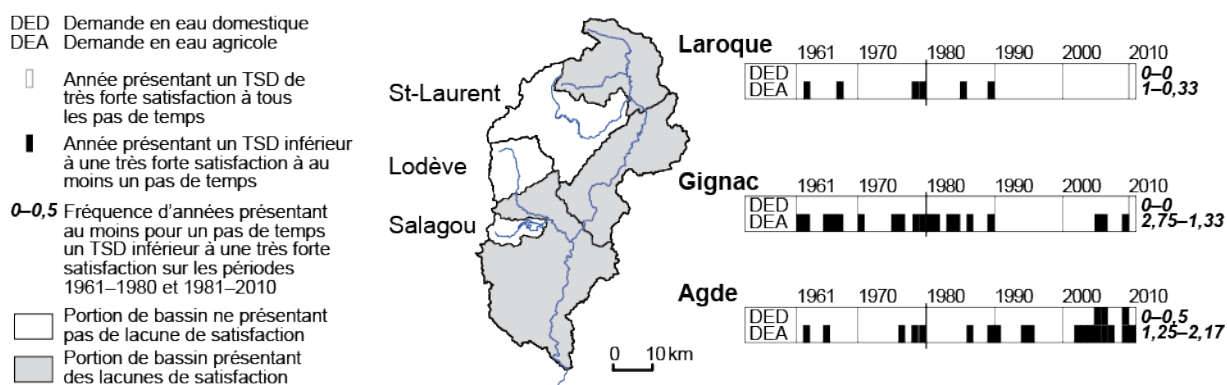 DED Demande en eau domestique
DEA Demande en eau agricole
Année présentant un TSD de
très forte satisfaction à tous
les pas de temps
Année présentant un TSD inférieur
à une très forte satisfaction à au
moins un pas de temps
0–0,5 Fréquence d'années présentant
au moins pour un pas de temps
un TSD inférieur à une très forte
satisfaction sur les périodes
1961–1980 et 1981–2010
Portion de bassin ne présentant
pas de lacune de satisfaction
Portion de bassin présentant
des lacunes de satisfaction
St-Laurent
Lodève
Salagou
0 10 km
Laroque
1961 1970 1980 1990 2000 2010
DED 0–0
DEA 1–0,33
Gignac
1961 1970 1980 1990 2000 2010
DED 0–0
DEA 2,75–1,33
Agde
1961 1970 1980 1990 2000 2010
DED 0–0,5
DEA 1,25–2,17